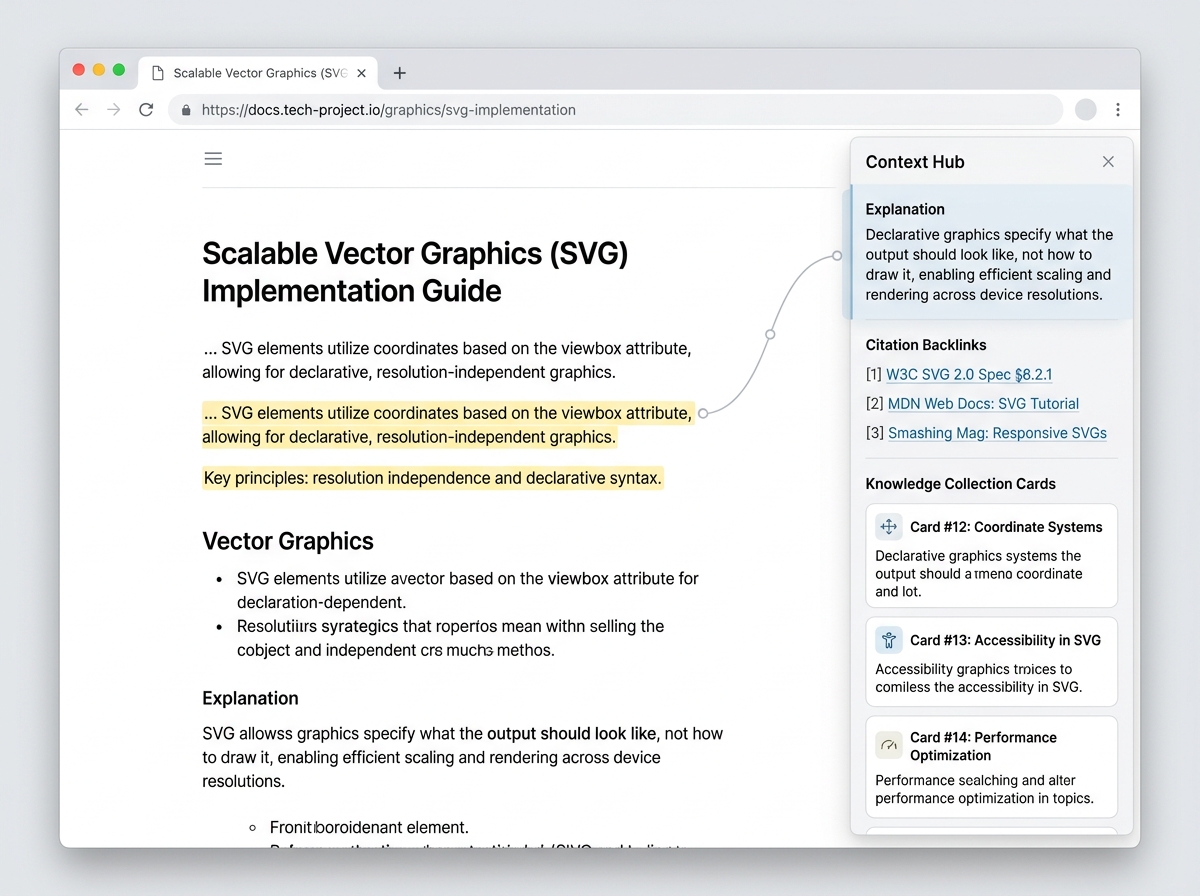 Scalable Vector Graphics (SVG
https://docs.tech-project.io/graphics/svg-implementation
Scalable Vector Graphics (SVG)
Implementation Guide
... SVG elements utilize coordinates based on the viewbox attribute,
allowing for declarative, resolution-independent graphics.
... SVG elements utilize coordinates based on the viewbox attribute,
allowing for declarative, resolution-independent graphics.
Key principles: resolution independence and declarative syntax.
Vector Graphics
• SVG elements utilize avector based on the viewbox attribute for
declaration-dependent.
• syrategics that mean selling the
cobject and independent methos.
Explanation
SVG allowss graphics specify what the output should look like, not how
to draw it, enabling efficient scaling and rendering across device
resolutions.
element.
Context Hub
Explanation
Declarative graphics specify what the
output should look like, not how to
draw it, enabling efficient scaling and
rendering across device resolutions.
Citation Backlinks
[1] W3C SVG 2.0 Spec §8.2.1
[2] MDN Web Docs: SVG Tutorial
[3] Smashing Mag: Responsive SVGs
Knowledge Collection Cards
Card #12: Coordinate Systems
Declarative graphics systems the
output should coordinate
and lot.
Card #13: Accessibility in SVG
Accessibility graphics to
comiless the accessibility in SVG.
Card #14: Performance
Optimization
Performance and
performance optimization in topics.